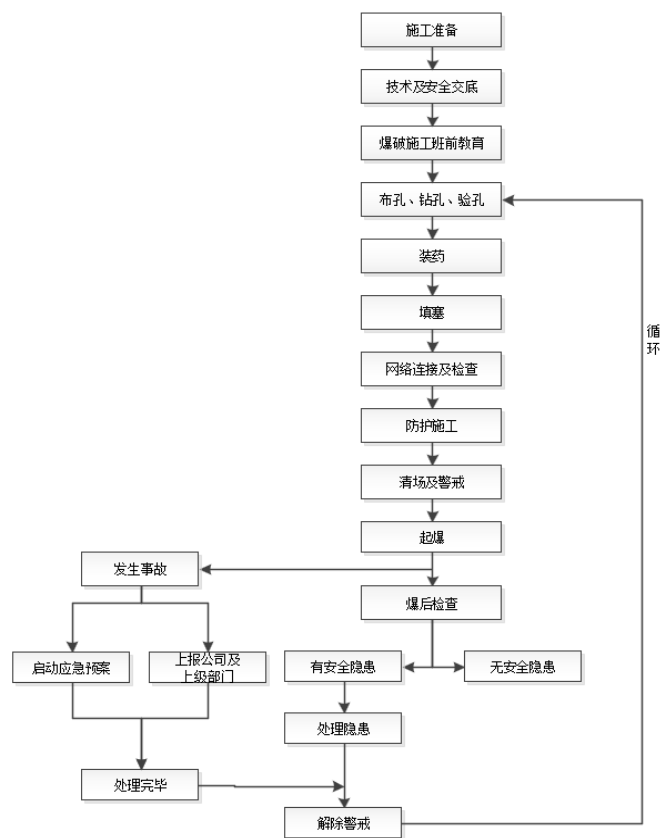 施工准备
技术及安全交底
爆破施工班前教育
布孔、钻孔、验孔
装药
填塞
循
环
网络连接及检查
防护施工
清场及警戒
起爆
发生事故
爆后检查
启动应急预案
上报公司及
上级部门
有安全隐患
无安全隐患
处理隐患
处理完毕
解除警戒